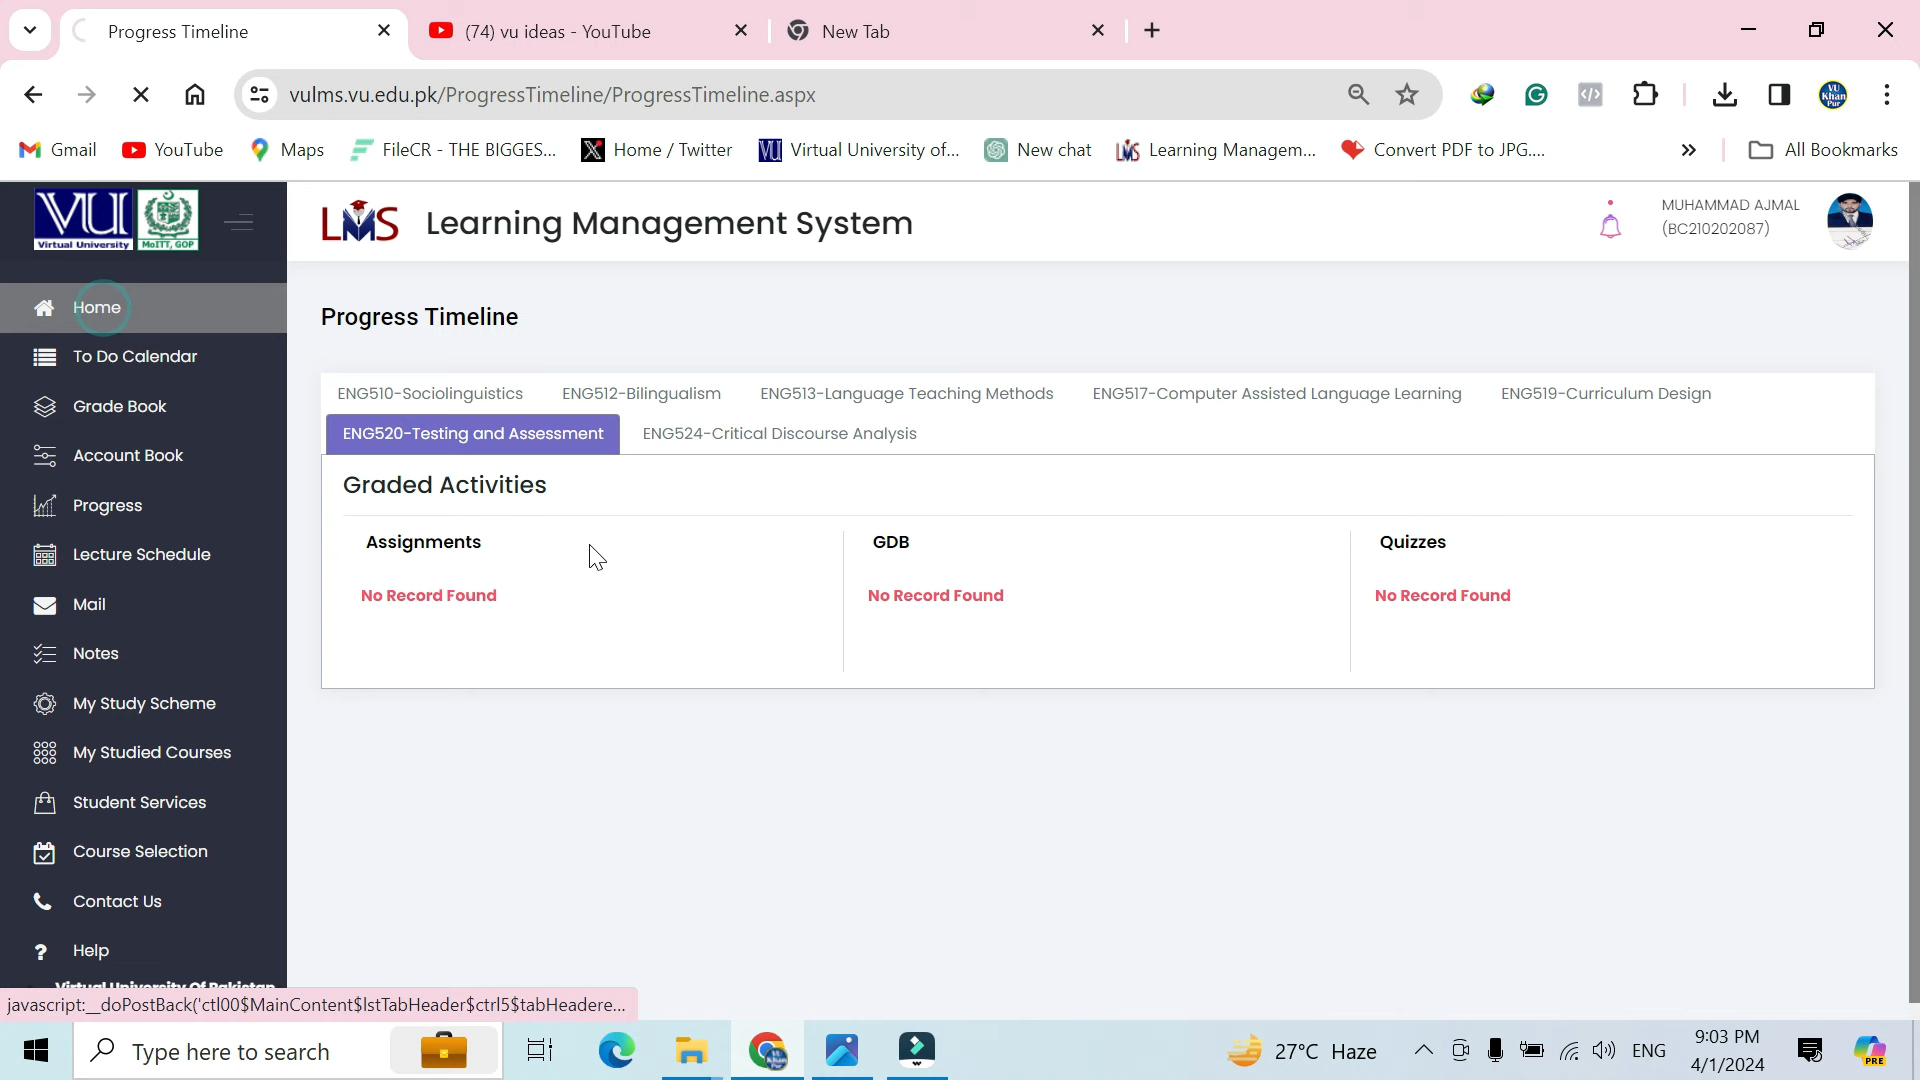 Progress Timeline
(74) vu ideas - YouTube
New Tab
vulms.vu.edu.pk/ProgressTimeline/ProgressTimeline.aspx
Gmail
YouTube
Maps
FileCR - THE BIGGES...
Home / Twitter
Virtual University of...
New chat
Learning Managem...
Convert PDF to JPG....
All Bookmarks
VU
Virtual University
MoITT, GOP
LMS
Learning Management System
MUHAMMAD AJMAL
(BC210202087)
Home
To Do Calendar
Grade Book
Account Book
Progress
Lecture Schedule
Mail
Notes
My Study Scheme
My Studied Courses
Student Services
Course Selection
Contact Us
Help
Virtual University Of Pakistan
Progress Timeline
ENG510-Sociolinguistics
ENG512-Bilingualism
ENG513-Language Teaching Methods
ENG517-Computer Assisted Language Learning
ENG519-Curriculum Design
ENG520-Testing and Assessment
ENG524-Critical Discourse Analysis
Graded Activities
Assignments
GDB
Quizzes
No Record Found
No Record Found
No Record Found
javascript:__doPostBack('ctl00$MainContent$lstTabHeader$ctrl5$tabHeadere...
Type here to search
27°C Haze
ENG
9:03 PM
4/1/2024
PRE